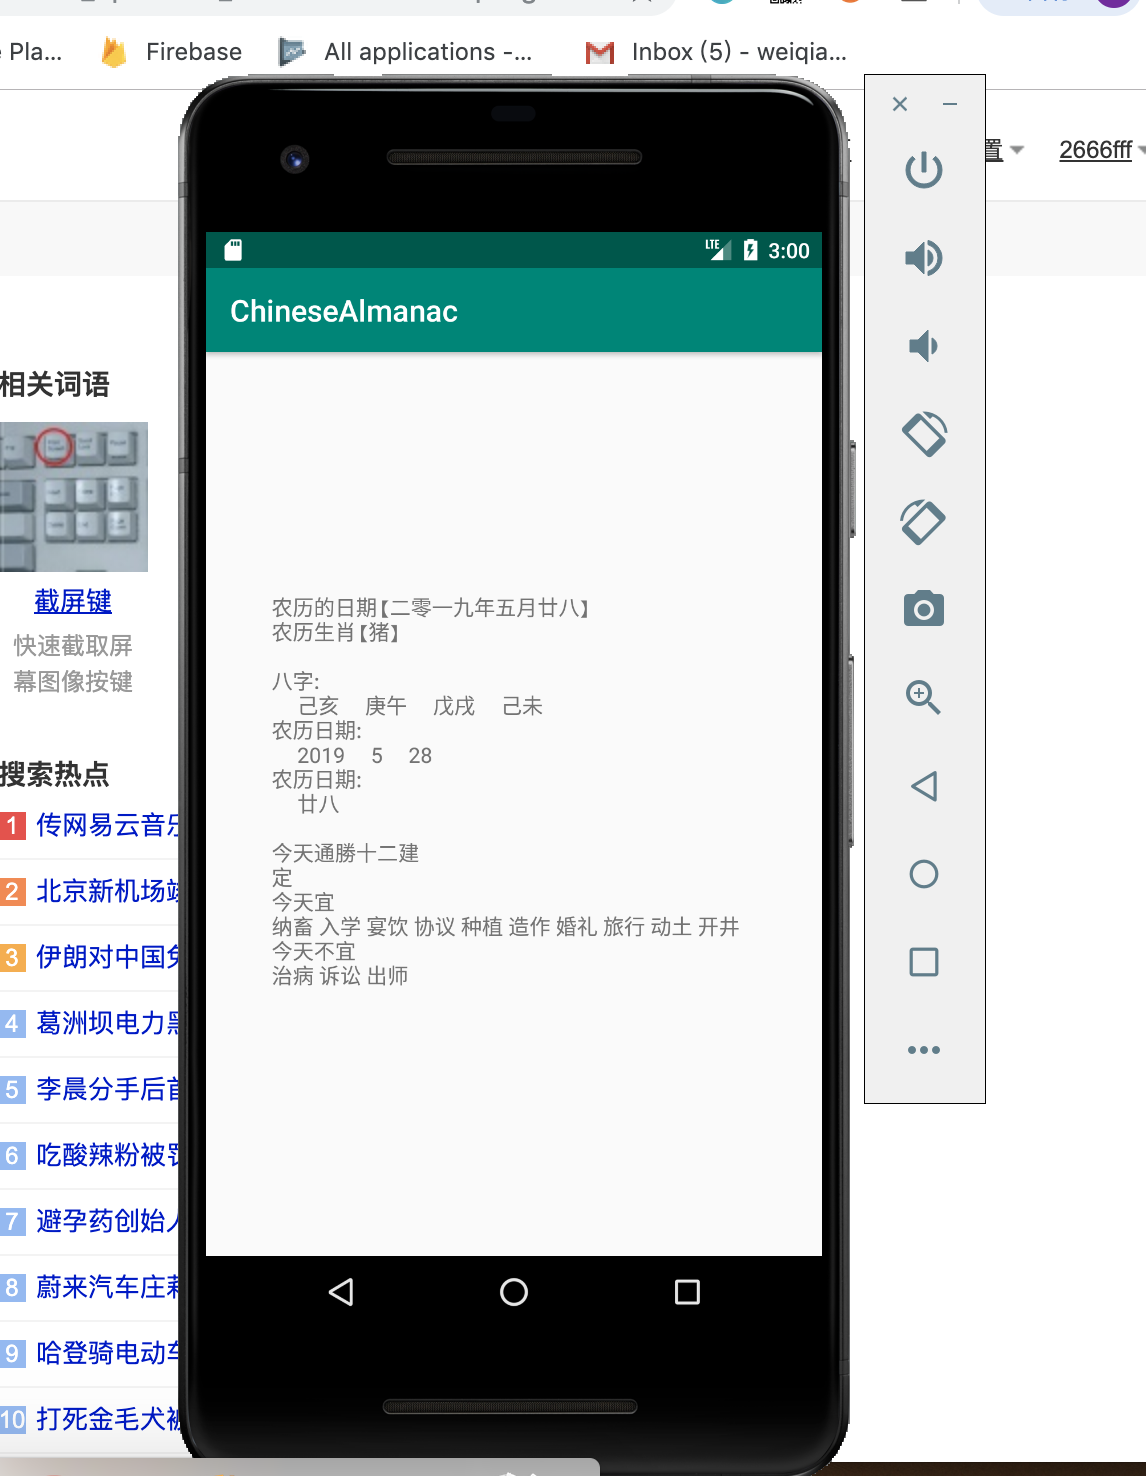 Pla...
Firebase
All applications -...
Inbox (5) - weiqia...
置
2666fff
LTE
3:00
ChineseAlmanac
农历的日期【二零一九年五月廿八】
农历生肖【猪】
八字:
己亥 庚午 戊戌 己未
农历日期:
2019 5 28
农历日期:
廿八
今天通勝十二建
定
今天宜
纳畜 入学 宴饮 协议 种植 造作 婚礼 旅行 动土 开井
今天不宜
治病 诉讼 出师
相关词语
截屏键
快速截取屏
幕图像按键
搜索热点
1 传网易云音乐
2 北京新机场竣
3 伊朗对中国免
4 葛洲坝电力
5 李晨分手后首
6 吃酸辣粉被罚
7 避孕药创始人
8 蔚来汽车庄莉
9 哈登骑电动车
10 打死金毛犬被